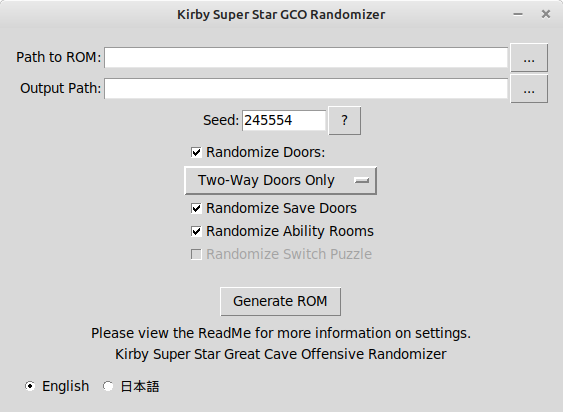 Kirby Super Star GCO Randomizer
Path to ROM: ...
Output Path: ...
Seed: 245554 ?
Randomize Doors:
Two-Way Doors Only
Randomize Save Doors
Randomize Ability Rooms
Randomize Switch Puzzle
Generate ROM
Please view the ReadMe for more information on settings.
Kirby Super Star Great Cave Offensive Randomizer
English 日本語